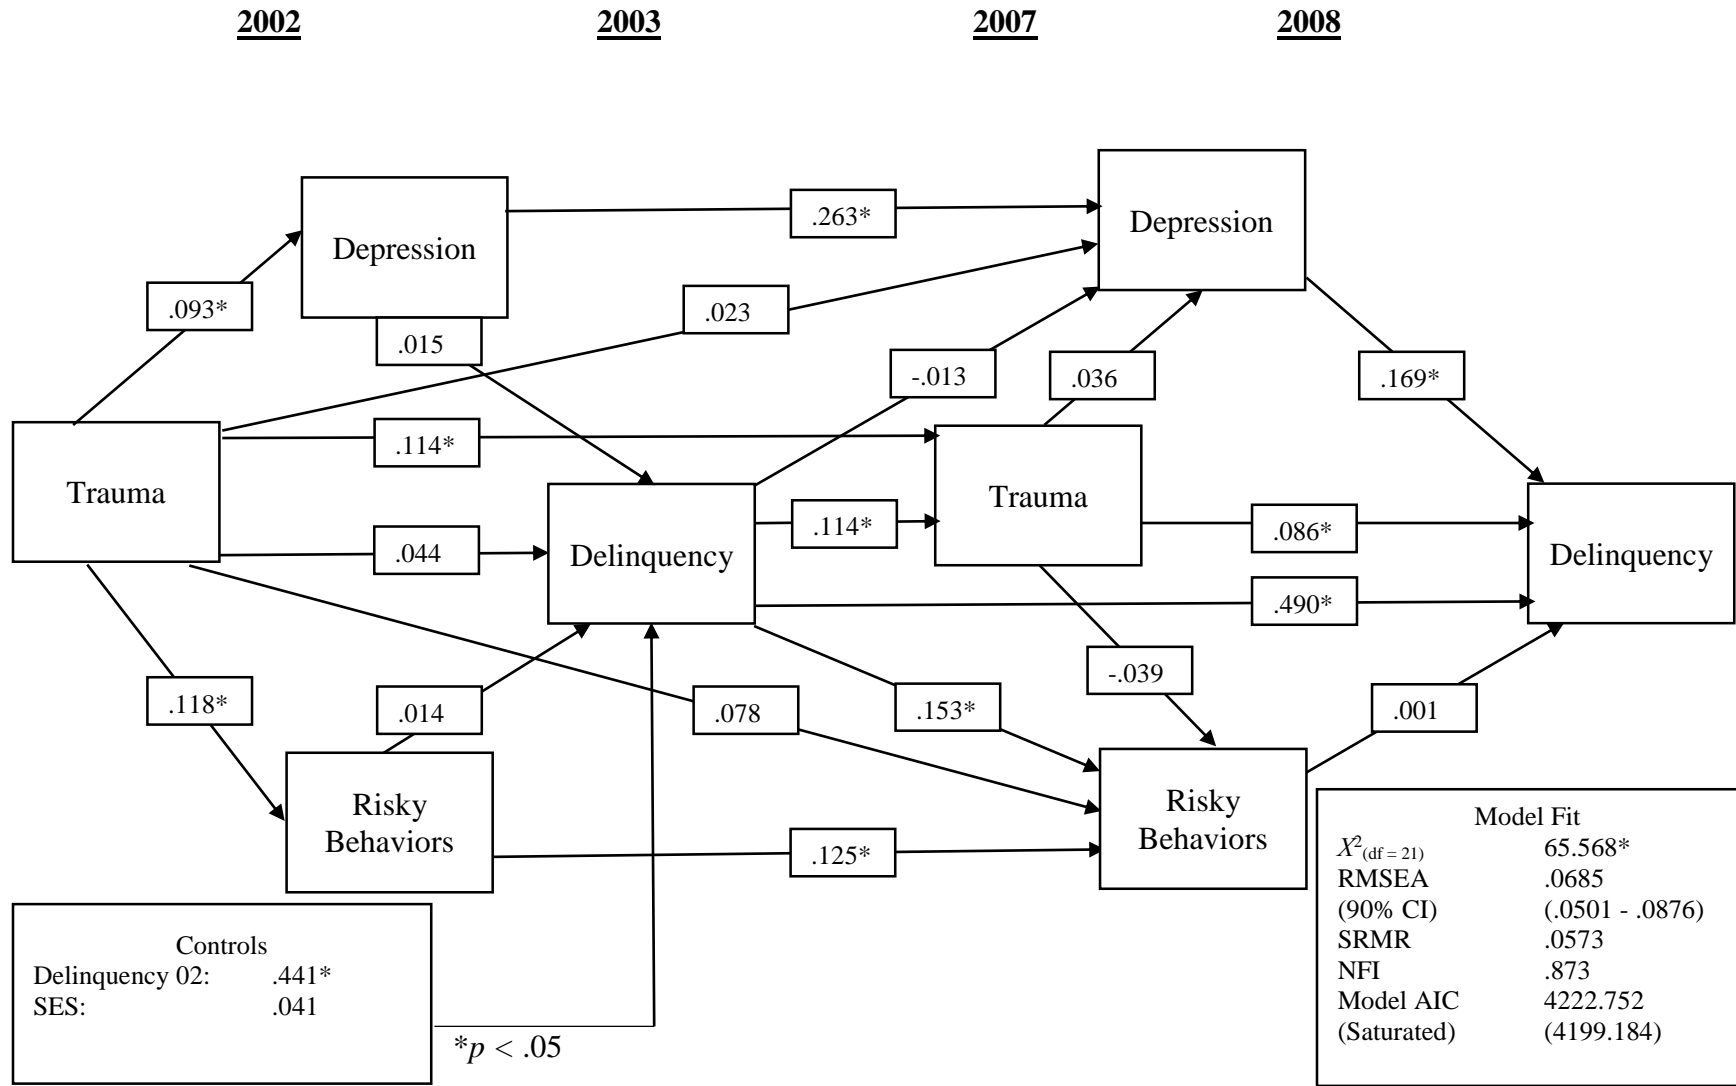 2002 2003 2007 2008
Depression
Depression
.263*
.093*
.023
.015
-.013
.036
.169*
.114*
Trauma
Trauma
.114*
.086*
.044
Delinquency
Delinquency
.490*
.118*
.014
.078
.153*
-.039
.001
Risky
Behaviors
Risky
Behaviors
.125*
Model Fit
X²(df = 21) 65.568*
RMSEA .0685
(90% CI) (.0501 - .0876)
SRMR .0573
NFI .873
Model AIC 4222.752
(Saturated) (4199.184)
Controls
Delinquency 02: .441*
SES: .041
*p < .05